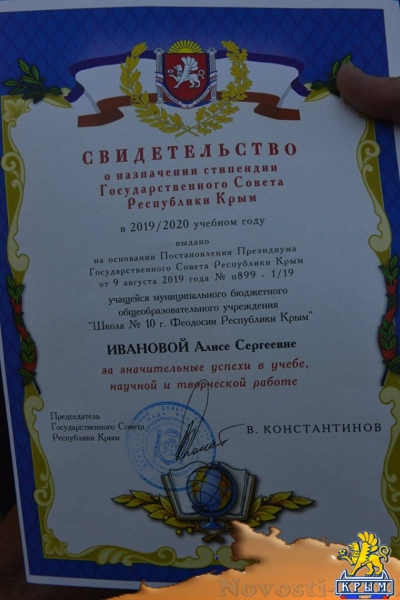 СВИДЕТЕЛЬСТВО
о назначении стипендии
Государственного Совета
Республики Крым
в 2019/2020 учебном году
выдано
на основании Постановления Президиума
Государственного Совета Республики Крым
от 9 августа 2019 года № п899 - 1/19
учащейся муниципального бюджетного
общеобразовательного учреждения
"Школа № 10 г. Феодосии Республики Крым"
ИВАНОВОЙ Алисе Сергеевне
за значительные успехи в учебе,
научной и творческой работе
Председатель
Государственного Совета
Республики Крым
В. КОНСТАНТИНОВ
КРЫМ
Novosti-